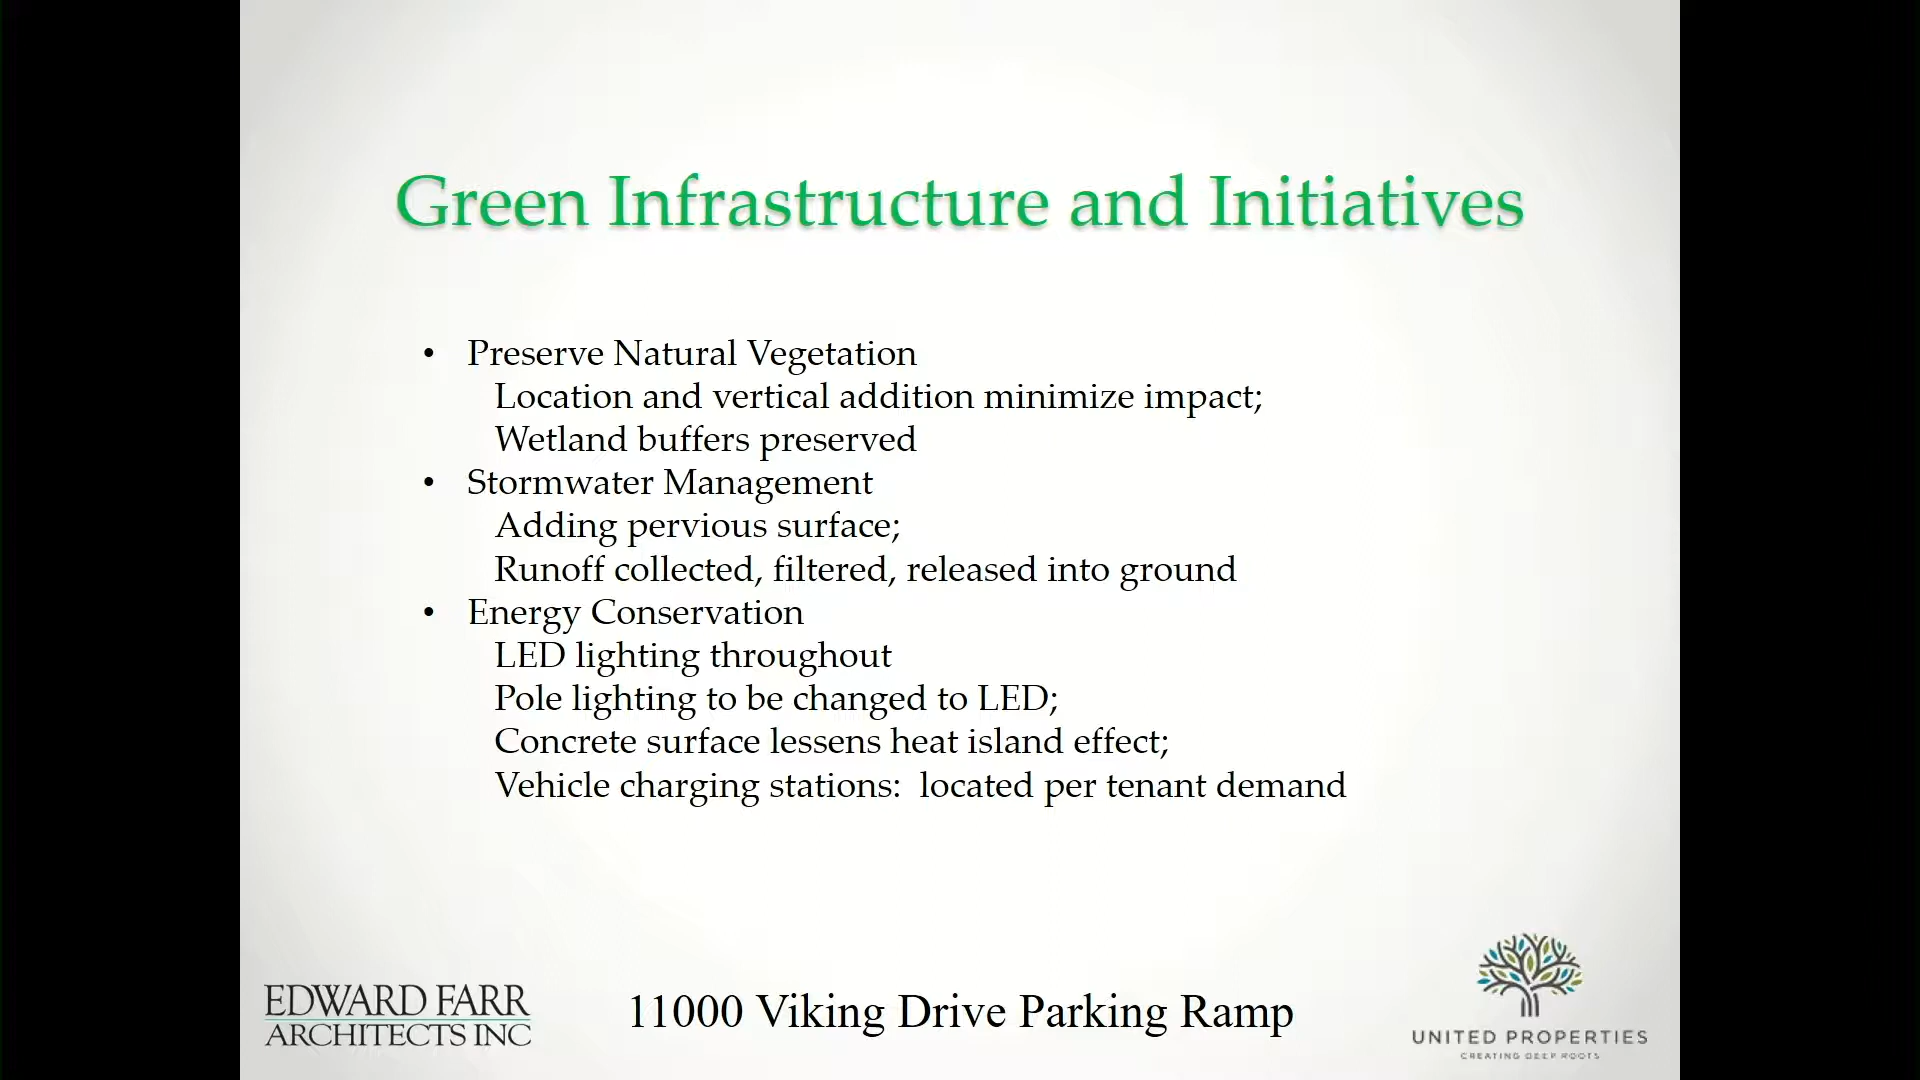 Green Infrastructure and Initiatives
• Preserve Natural Vegetation
Location and vertical addition minimize impact;
Wetland buffers preserved
• Stormwater Management
Adding pervious surface;
Runoff collected, filtered, released into ground
• Energy Conservation
LED lighting throughout
Pole lighting to be changed to LED;
Concrete surface lessens heat island effect;
Vehicle charging stations:  located per tenant demand
EDWARD FARR
ARCHITECTS INC
11000 Viking Drive Parking Ramp
UNITED PROPERTIES
CREATING DEEP ROOTS